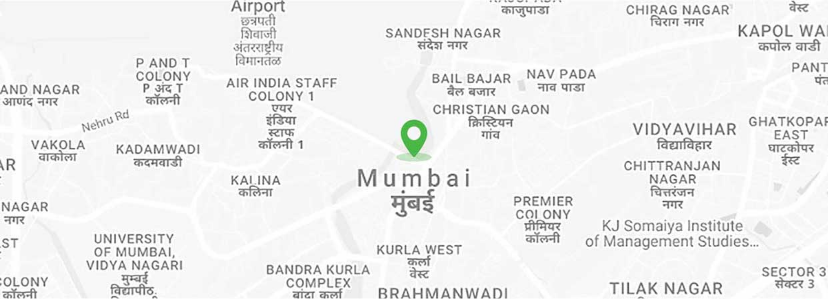 Airport
छत्रपती
शिवाजी
अंतरराष्ट्रीय
विमानतळ
काजुपाडा
CHIRAG NAGAR
चिराग नगर
वेस्ट
SANDESH NAGAR
संदेश नगर
KAPOL WA
कपोल वाडी
P AND T
COLONY
P अंद T
कॉलनी
AND NAGAR
आणंद नगर
AIR INDIA STAFF
COLONY 1
एयर
इंडिया
स्टाफ
कॉलनी 1
BAIL BAJAR
बैल बजार
NAV PADA
नाव पाडा
PANT
CHRISTIAN GAON
क्रिस्टियन
गांव
Nehru Rd
VAKOLA
वाकोला
KADAMWADI
कदमवाडी
VIDYAVIHAR
विद्याविहार
GHATKOPAR
EAST
घाटकोपर
ईस्ट
KALINA
कलिना
Mumbai
मुंबई
CHITTRANJAN
NAGAR
चित्तरंजन
नगर
PREMIER
COLONY
प्रीमियर
कॉलनी
NAGAR
नगर
KJ Somaiya Institute
of Management Studies...
UNIVERSITY
OF MUMBAI,
VIDYA NAGARI
मुम्बई
विद्यापीठ,
KURLA WEST
कुर्ला
वेस्ट
BANDRA KURLA
COMPLEX
बांद्रा कुर्ला
BRAHMANWADI
TILAK NAGAR
SECTOR 3
सेक्टर 3
COLONY
कॉलनी